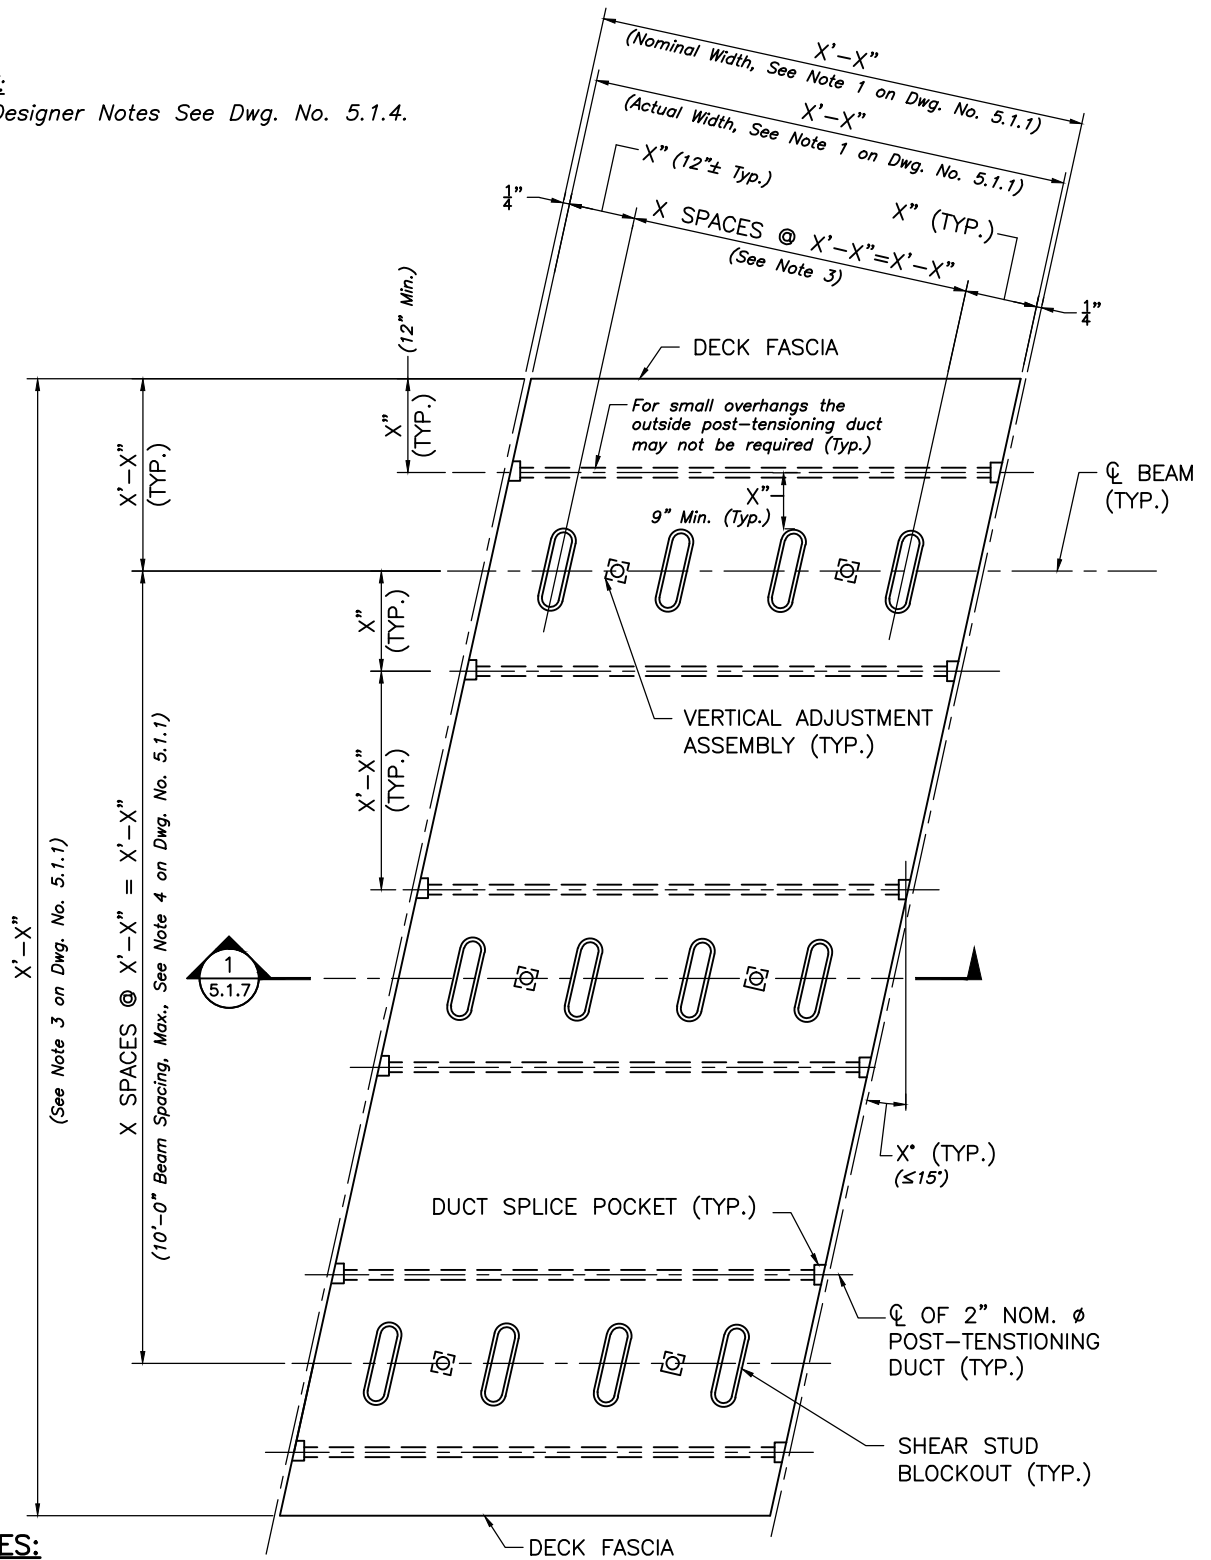 X'-X"
(Nominal Width, See Note 1 on Dwg. No. 5.1.1)
:
Designer Notes See Dwg. No. 5.1.4.
X'-X"
(Actual Width, See Note 1 on Dwg. No. 5.1.1)
X" (12"± Typ.)
1/4"
X SPACES @ X'-X"=X'-X"
(See Note 3)
X" (TYP.)
1/4"
(12" Min.)
X"
(TYP.)
DECK FASCIA
For small overhangs the
outside post-tensioning duct
may not be required (Typ.)
X'-X"
(TYP.)
X"
9" Min. (Typ.)
℄ BEAM
(TYP.)
X"
(TYP.)
VERTICAL ADJUSTMENT
ASSEMBLY (TYP.)
X'-X"
(TYP.)
X'-X"
(See Note 3 on Dwg. No. 5.1.1)
X SPACES @ X'-X" = X'-X"
(10'-0" Beam Spacing, Max., See Note 4 on Dwg. No. 5.1.1)
1
5.1.7
X° (TYP.)
(≤15°)
DUCT SPLICE POCKET (TYP.)
℄ OF 2" NOM. ø
POST-TENSTIONING
DUCT (TYP.)
SHEAR STUD
BLOCKOUT (TYP.)
ES:
DECK FASCIA